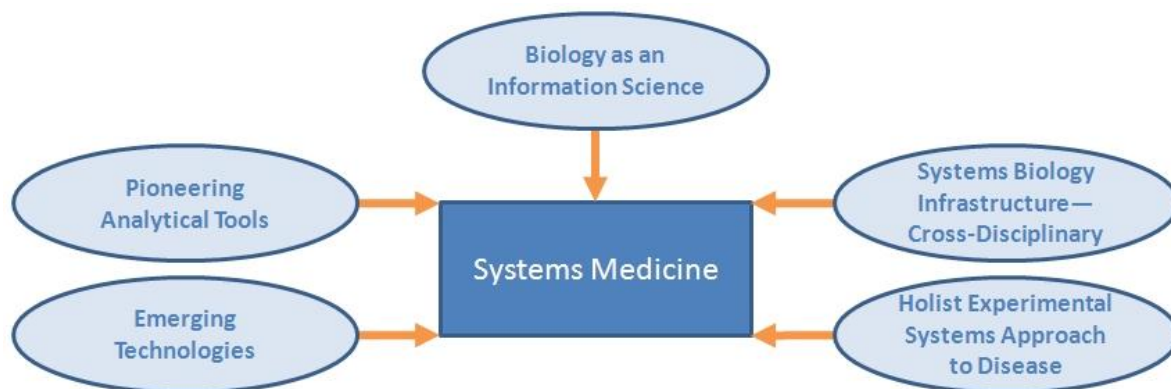 Biology as an
Information Science
Pioneering
Analytical Tools
Systems Biology
Infrastructure—
Cross-Disciplinary
Systems Medicine
Emerging
Technologies
Holist Experimental
Systems Approach
to Disease